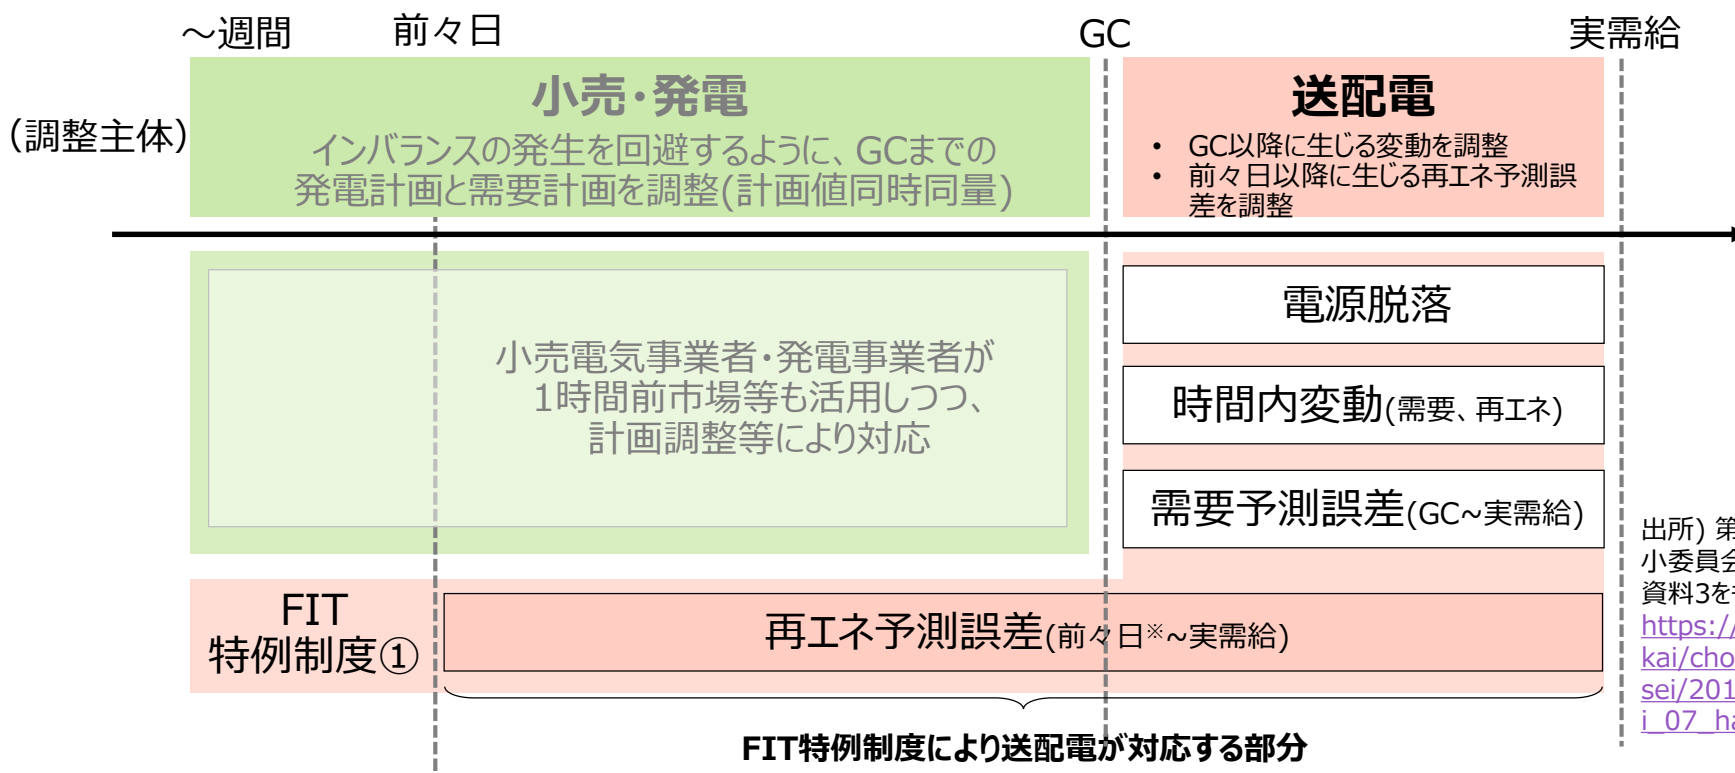 ～週間
前々日
GC
実需給
(調整主体)
小売・発電
インバランスの発生を回避するように、GCまでの
発電計画と需要計画を調整(計画値同時同量)
送配電
• GC以降に生じる変動を調整
• 前々日以降に生じる再エネ予測誤
差を調整
小売電気事業者・発電事業者が
1時間前市場等も活用しつつ、
計画調整等により対応
電源脱落
時間内変動(需要、再エネ)
需要予測誤差(GC~実需給)
FIT
特例制度①
再エネ予測誤差(前々日※~実需給)
FIT特例制度により送配電が対応する部分
出所) 第
小委員会
資料3を
https:/
kai/cho
sei/201
i_07_ha